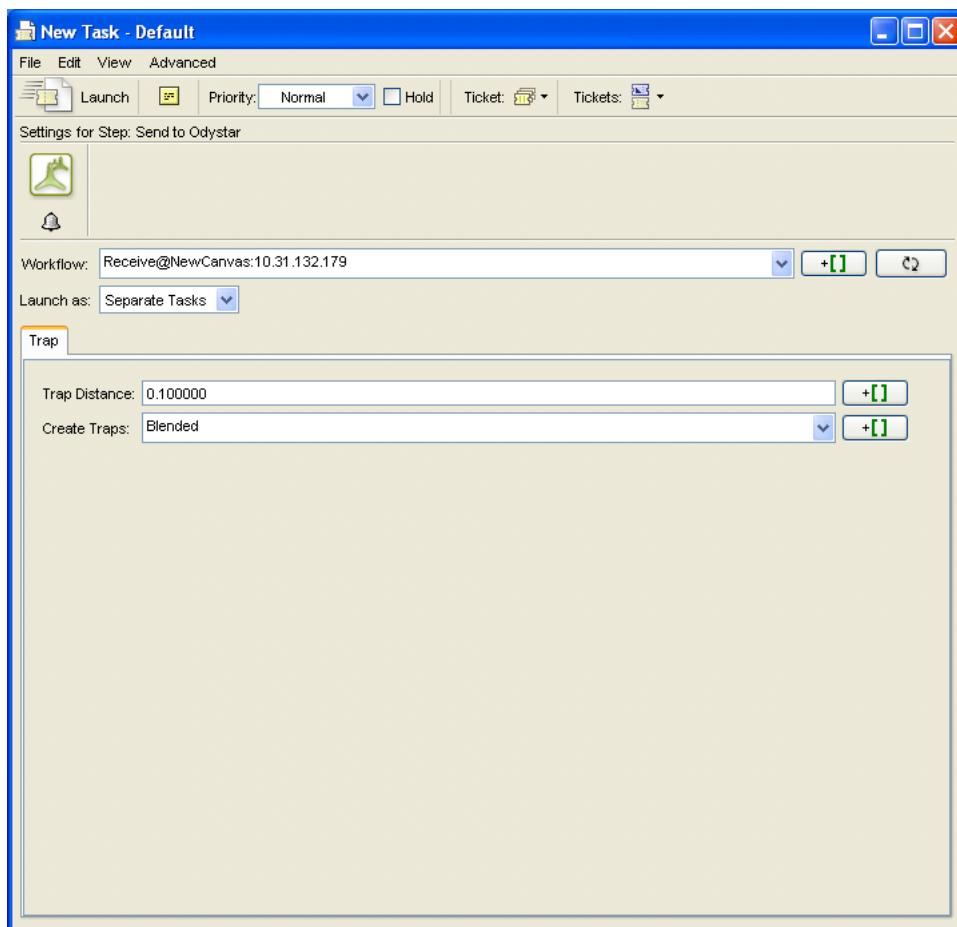 New Task - Default
File Edit View Advanced
Launch Priority: Normal Hold Ticket: Tickets:
Settings for Step: Send to Odystar
Workflow: Receive@NewCanvas:10.31.132.179 +[]
Launch as: Separate Tasks
Trap
Trap Distance: 0.100000 +[]
Create Traps: Blended +[]